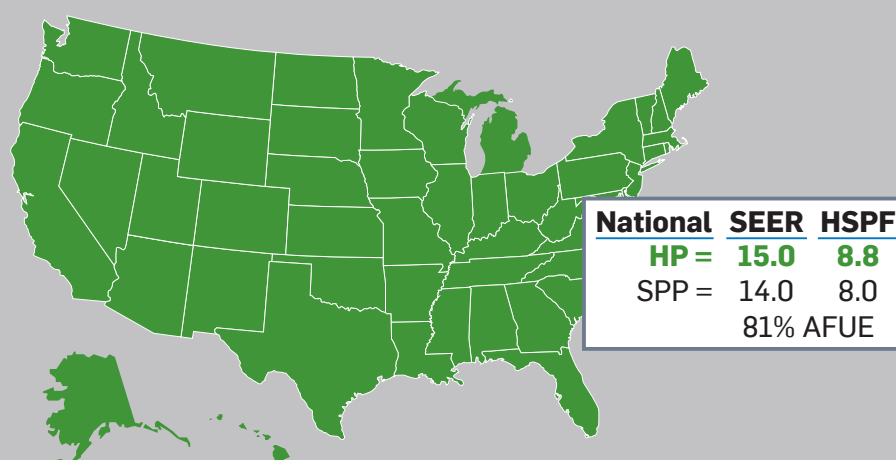 National SEER HSPF
HP = 15.0 8.8
SPP = 14.0 8.0
81% AFUE